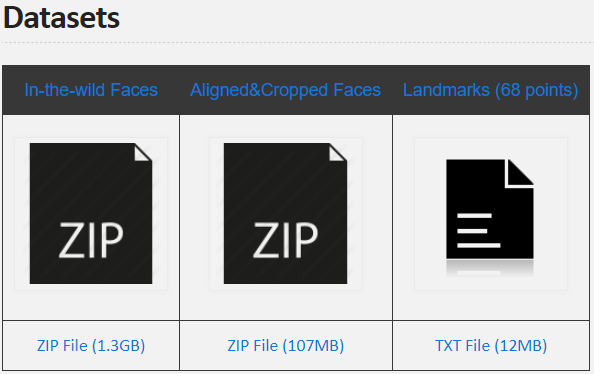 Datasets
In-the-wild Faces
Aligned&Cropped Faces
Landmarks (68 points)
ZIP
ZIP
ZIP File (1.3GB)
ZIP File (107MB)
TXT File (12MB)